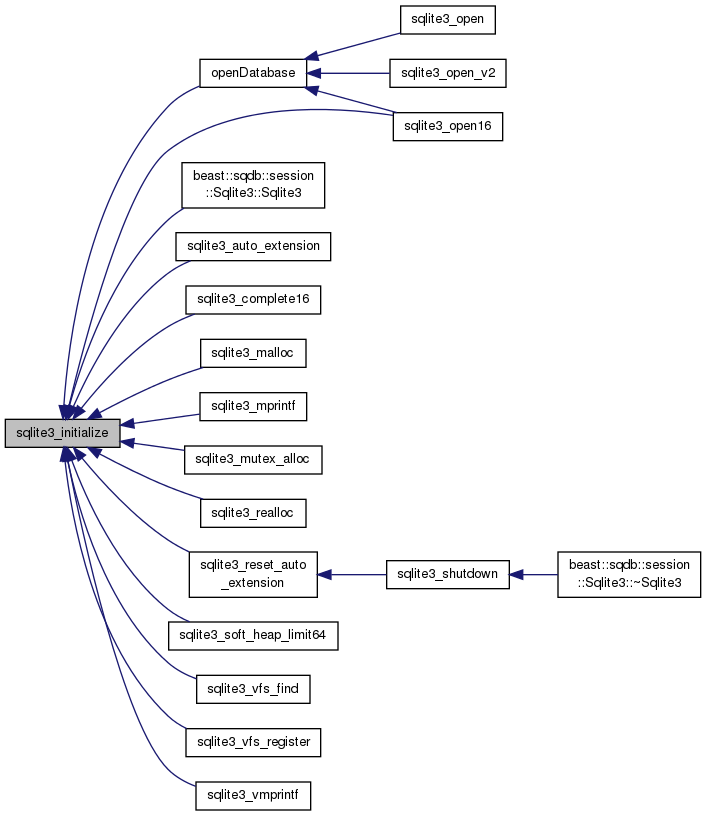 sqlite3_open
openDatabase
sqlite3_open_v2
sqlite3_open16
beast::sqdb::session
::Sqlite3::Sqlite3
sqlite3_auto_extension
sqlite3_complete16
sqlite3_malloc
sqlite3_mprintf
sqlite3_initialize
sqlite3_mutex_alloc
sqlite3_realloc
sqlite3_reset_auto
_extension
sqlite3_shutdown
beast::sqdb::session
::Sqlite3::~Sqlite3
sqlite3_soft_heap_limit64
sqlite3_vfs_find
sqlite3_vfs_register
sqlite3_vmprintf